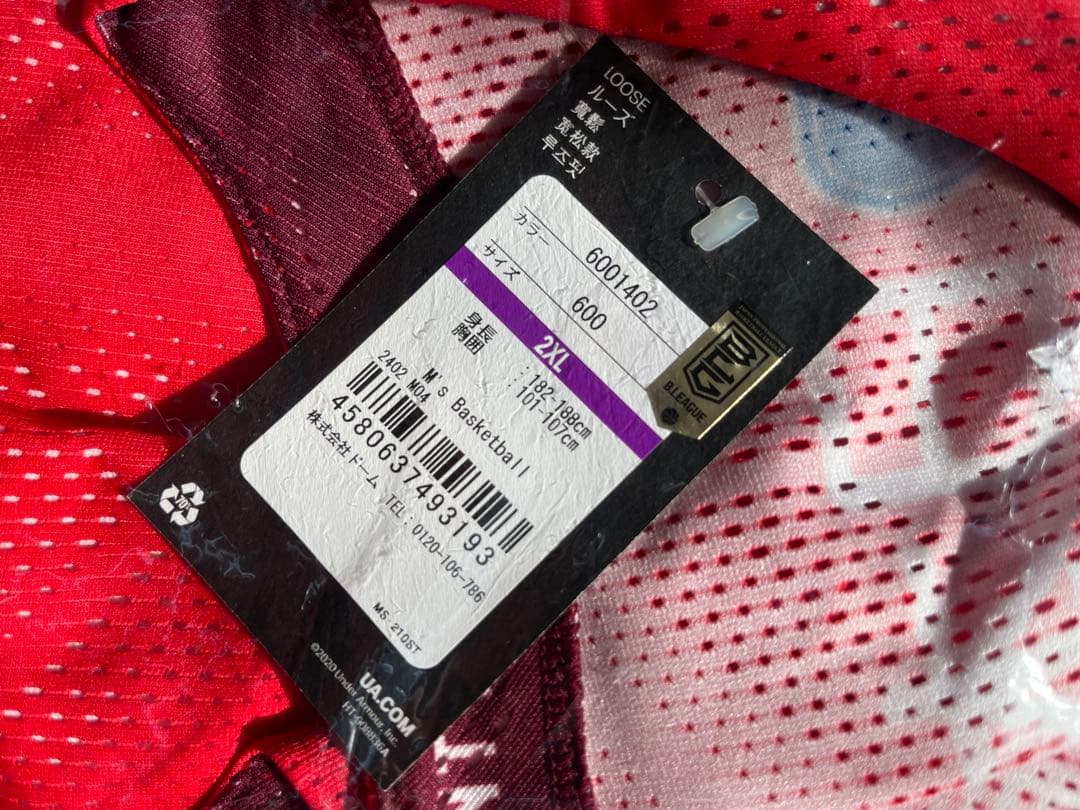 LOOSE
ルーズ
寬鬆
宽松款
루즈핏
6001402
カラー 600
サイズ 2XL
身長 : 182-188cm
胸囲 : 101-107cm
M's Basketball
2402 M04
4580637493193
株式会社ドーム TEL:0120-106-786
MS 210ST
B.LEAGUE
UA.COM
©2020 Under Armour, Inc.